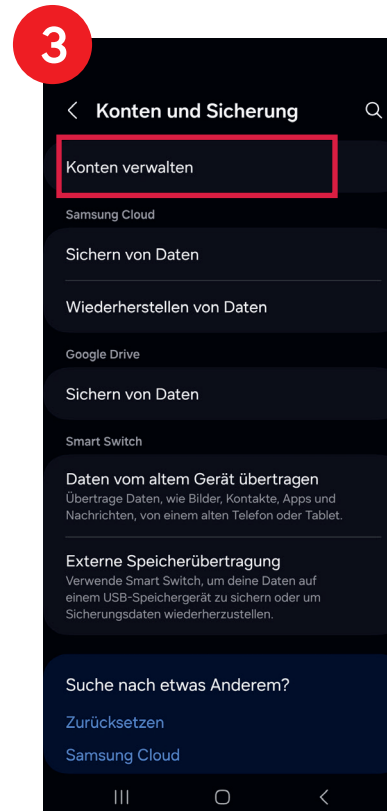 3
Konten und Sicherung
Konten verwalten
Samsung Cloud
Sichern von Daten
Wiederherstellen von Daten
Google Drive
Sichern von Daten
Smart Switch
Daten vom altem Gerät übertragen
Übertrage Daten, wie Bilder, Kontakte, Apps und
Nachrichten, von einem alten Telefon oder Tablet.
Externe Speicherübertragung
Verwende Smart Switch, um deine Daten auf
einem USB-Speichergerät zu sichern oder um
Sicherungsdaten wiederherzustellen.
Suche nach etwas Anderem?
Zurücksetzen
Samsung Cloud